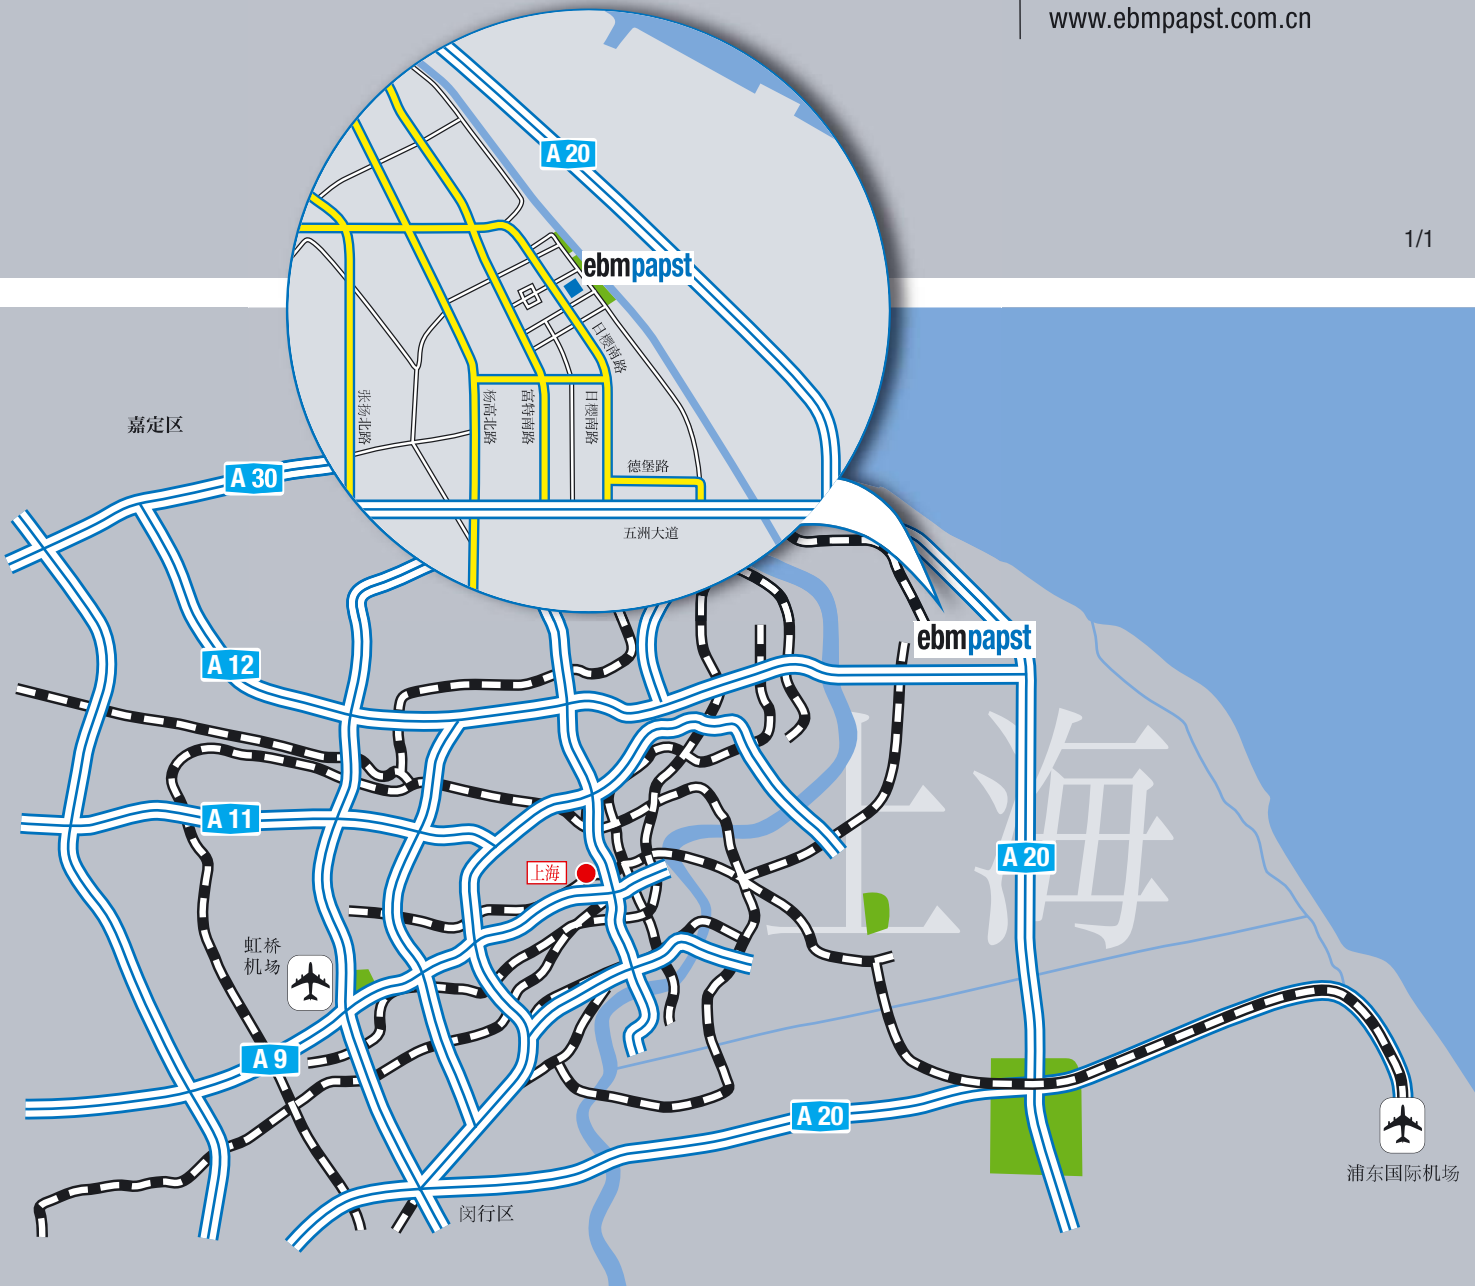 www.ebmpapst.com.cn
A 20
1/1
ebmpapst
日樱南路
张扬北路
杨高北路
富特南路
日樱南路
嘉定区
德堡路
A 30
五洲大道
ebmpapst
A 12
上海
A 11
A 20
上海
虹桥
机场
A 9
A 20
浦东国际机场
闵行区